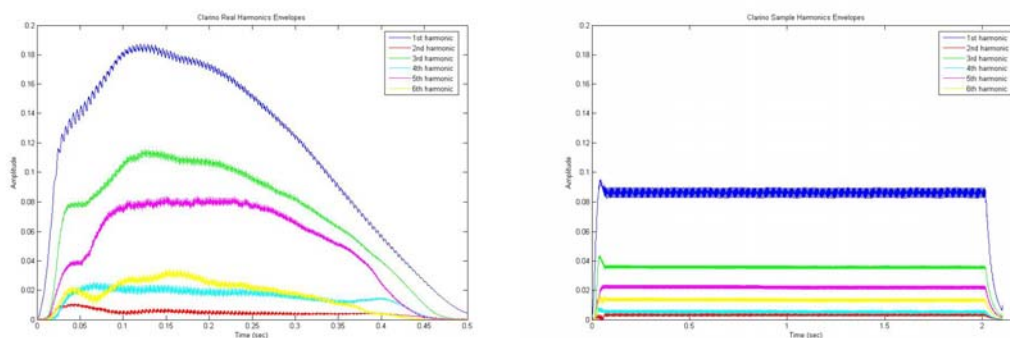 Clarino Real Harmonics Envelopes
0.2
0.18
0.16
0.14
0.12
0.1
0.08
0.06
0.04
0.02
0
Amplitude
1st harmonic
2nd harmonic
3rd harmonic
4th harmonic
5th harmonic
6th harmonic
0 0.05 0.1 0.15 0.2 0.25 0.3 0.35 0.4 0.45 0.5
Time (sec)
Clarino Sample Harmonics Envelopes
0.2
0.18
0.16
0.14
0.12
0.1
0.08
0.06
0.04
0.02
0
Amplitude
1st harmonic
2nd harmonic
3rd harmonic
4th harmonic
5th harmonic
6th harmonic
0 0.5 1 1.5 2
Time (sec)